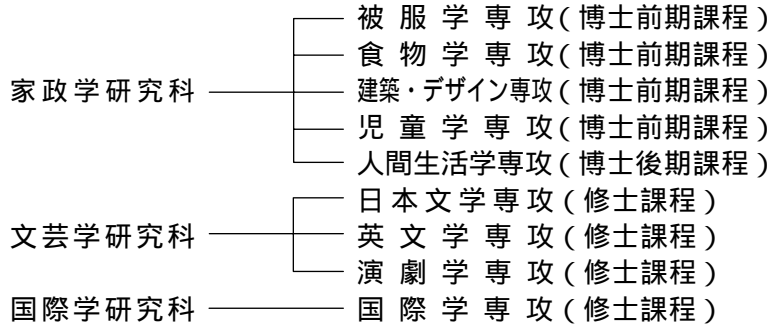 被服学専攻(博士前期課程)
食物学専攻(博士前期課程)
家政学研究科 建築・デザイン専攻(博士前期課程)
児童学専攻(博士前期課程)
人間生活学専攻(博士後期課程)
日本文学専攻(修士課程)
文芸学研究科 英文学専攻(修士課程)
演劇学専攻(修士課程)
国際学研究科 国際学専攻(修士課程)